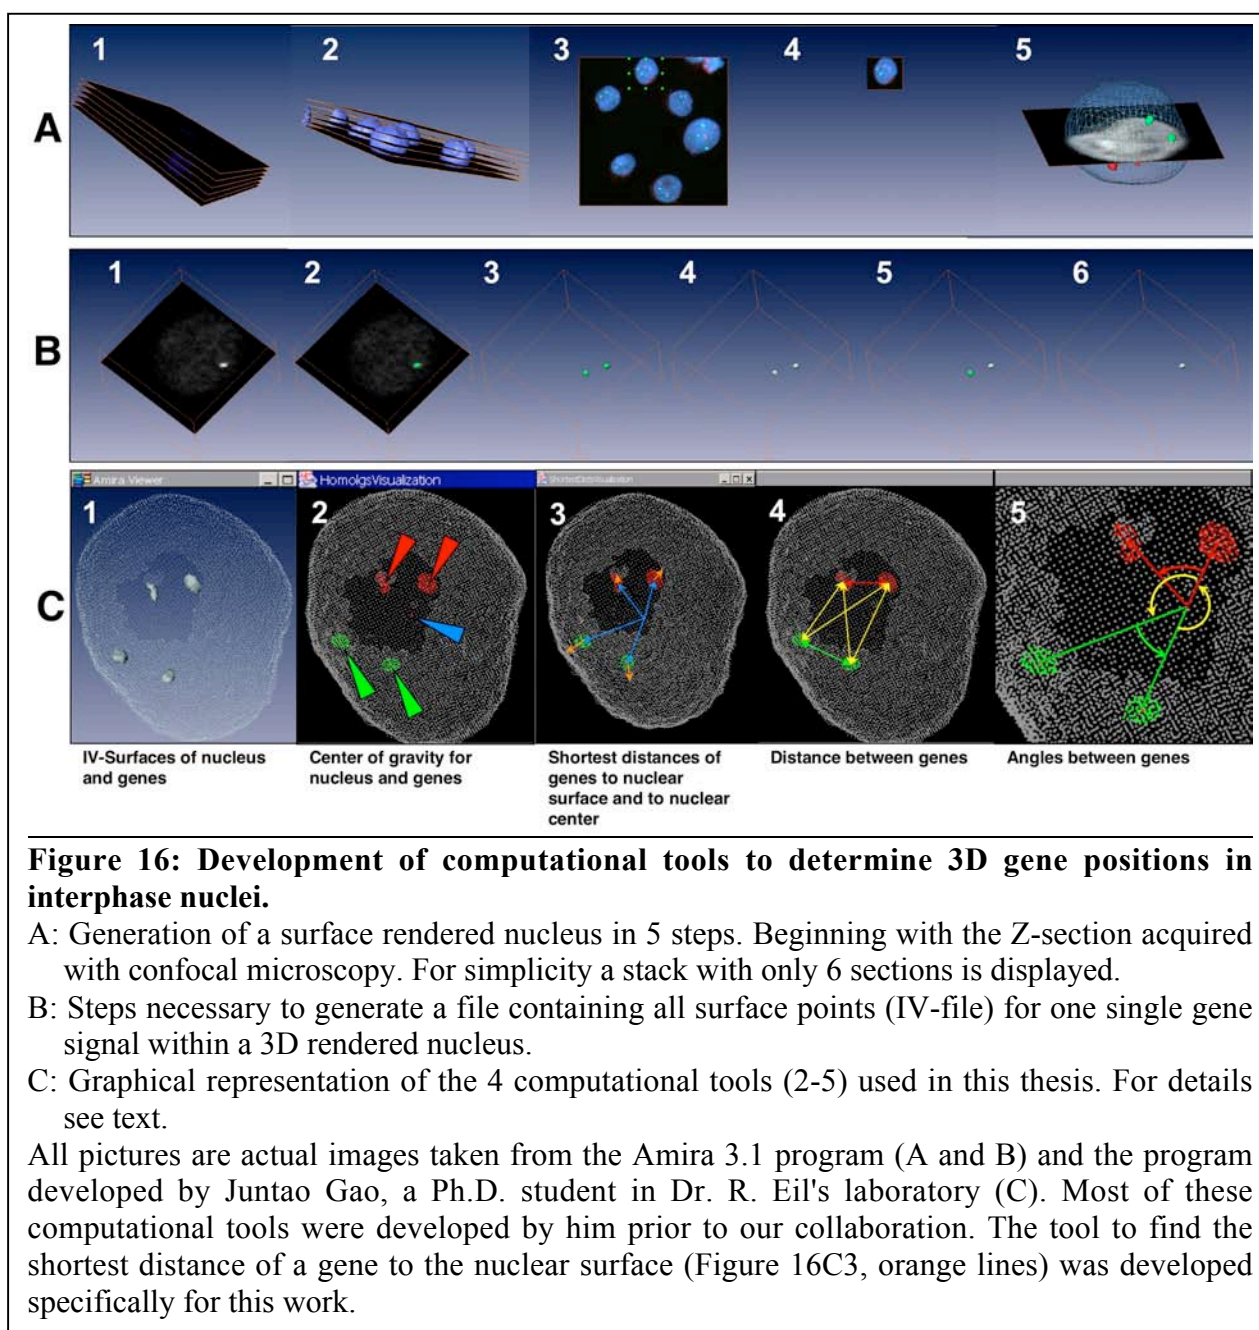 1 2 3 4 5
A
1 2 3 4 5 6
B
Amira Viewer HomologsVisualization
1 2 3 4 5
C
IV-Surfaces of nucleus and genes
Center of gravity for nucleus and genes
Shortest distances of genes to nuclear surface and to nuclear center
Distance between genes
Angles between genes
Figure 16: Development of computational tools to determine 3D gene positions in
interphase nuclei.
A: Generation of a surface rendered nucleus in 5 steps. Beginning with the Z-section acquired
with confocal microscopy. For simplicity a stack with only 6 sections is displayed.
B: Steps necessary to generate a file containing all surface points (IV-file) for one single gene
signal within a 3D rendered nucleus.
C: Graphical representation of the 4 computational tools (2-5) used in this thesis. For details
see text.
All pictures are actual images taken from the Amira 3.1 program (A and B) and the program
developed by Juntao Gao, a Ph.D. student in Dr. R. Eil's laboratory (C). Most of these
computational tools were developed by him prior to our collaboration. The tool to find the
shortest distance of a gene to the nuclear surface (Figure 16C3, orange lines) was developed
specifically for this work.